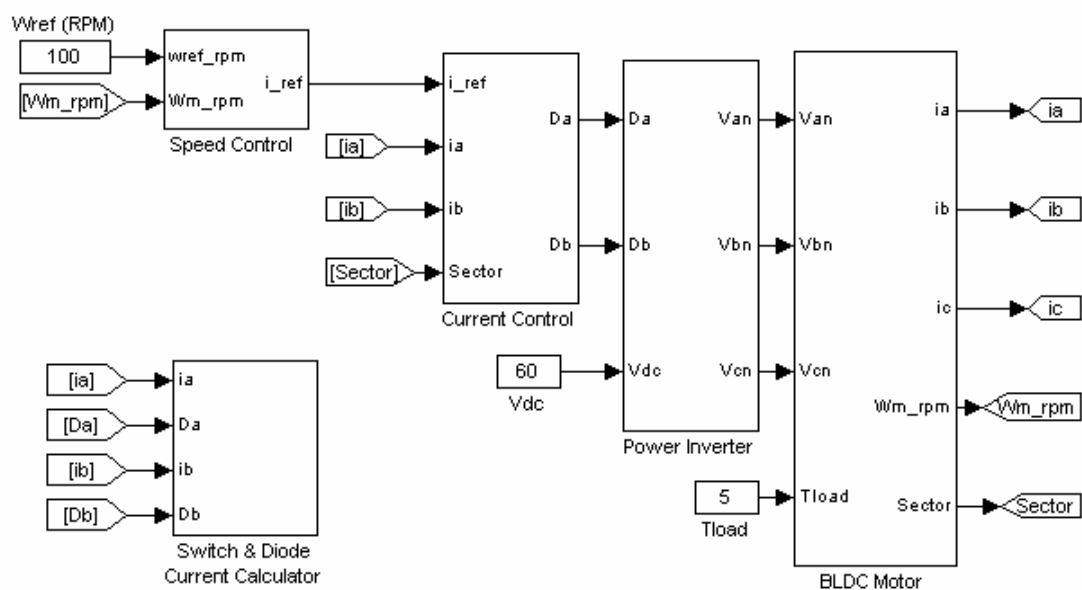 Wref (RPM)
100
[Wm_rpm]
wref_rpm
Wm_rpm
i_ref
Speed Control
[ia]
[ib]
[Sector]
i_ref
ia
ib
Sector
Da
Db
Current Control
60
Vdc
Da
Db
Vdc
Van
Vbn
Vcn
Power Inverter
5
Tload
Van
Vbn
Vcn
Tload
ia
ib
ic
Wm_rpm
Sector
BLDC Motor
ia
ib
ic
Wm_rpm
Sector
[ia]
[Da]
[ib]
[Db]
ia
Da
ib
Db
Switch & Diode
Current Calculator